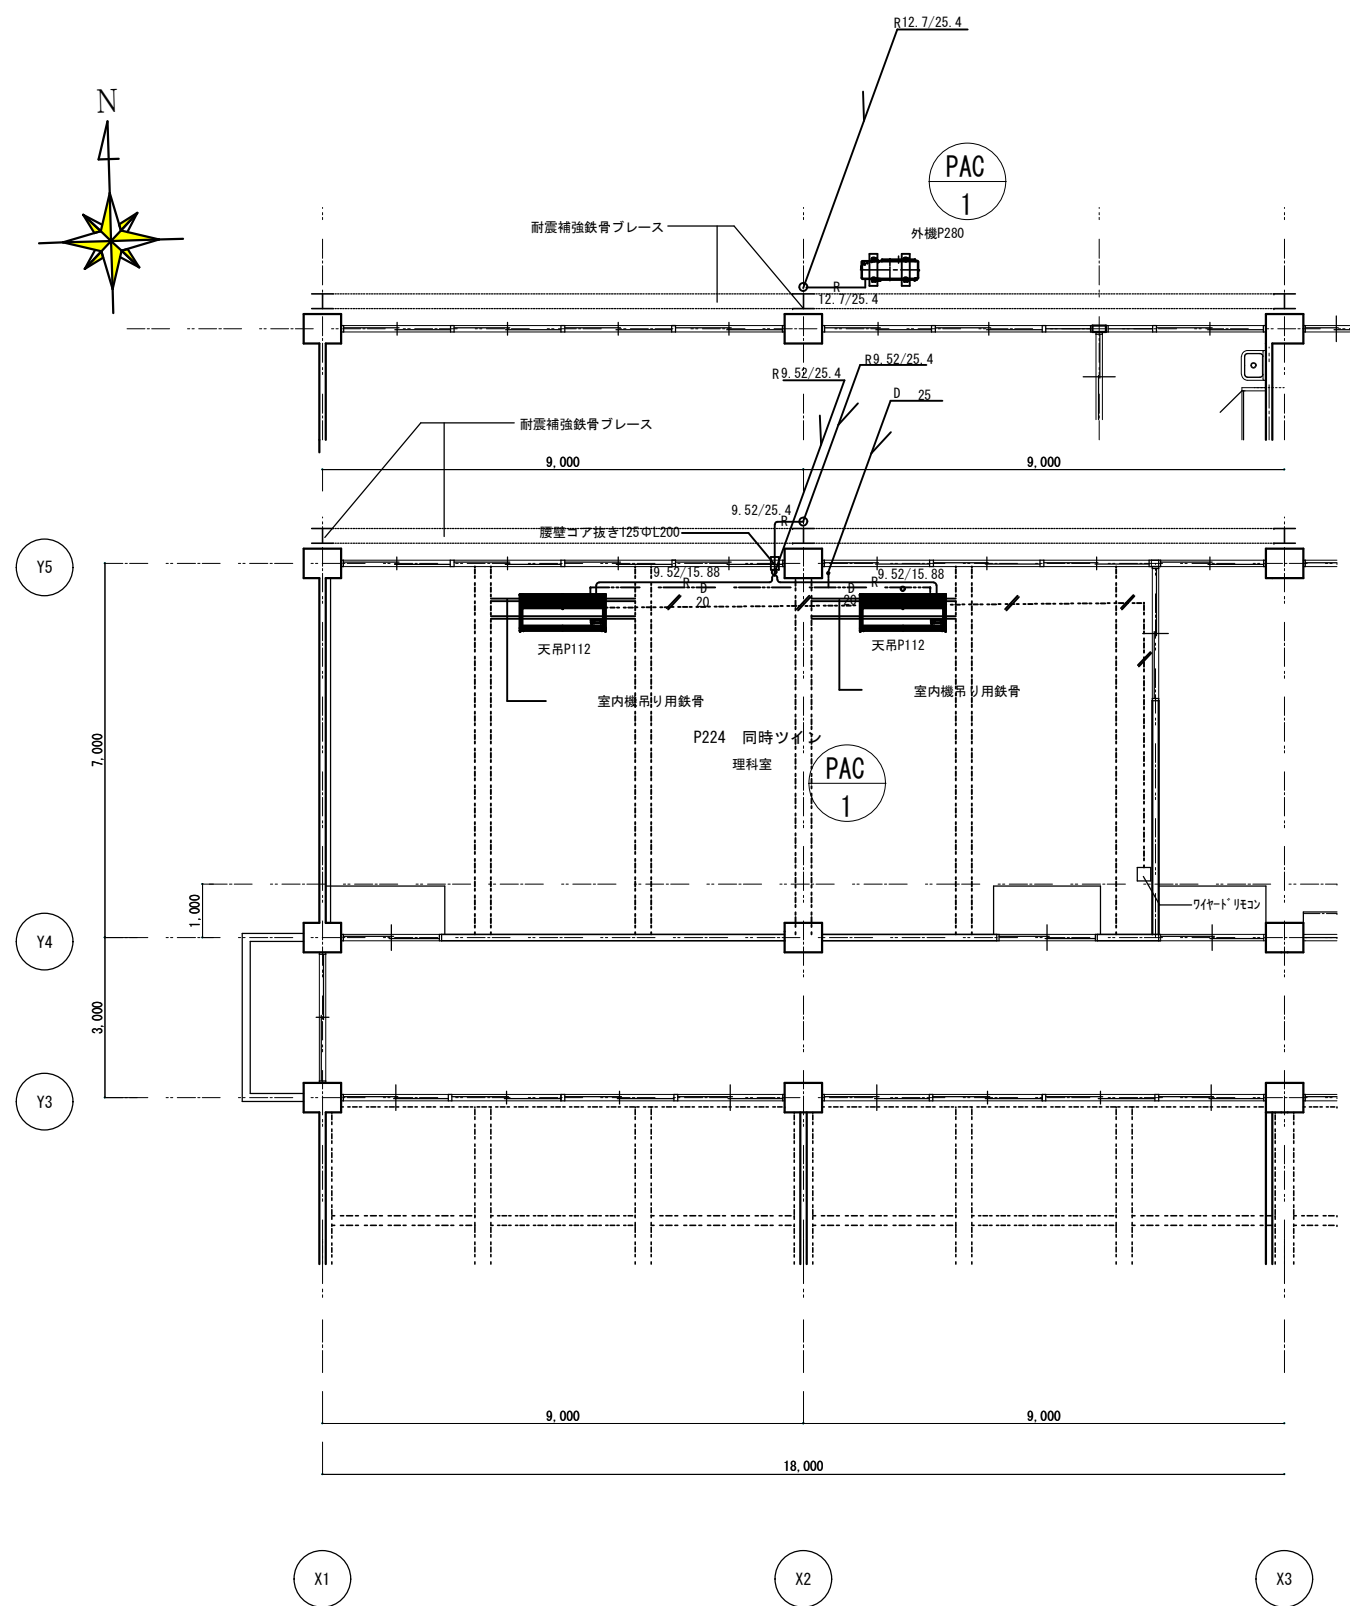 R12.7/25.4
N
PAC
1
外機P280
耐震補強鉄骨ブレース
R
12.7/25.4
R9.52/25.4
R9.52/25.4
D 25
耐震補強鉄骨ブレース
9,000
9,000
9.52/25.4
R
腰壁コア抜き125ΦL200
Y5
9.52/15.88
R D
20
9.52/15.88
D R
20
天吊P112
天吊P112
室内機吊り用鉄骨
室内機吊り用鉄骨
P224 同時ツイン
理科室
PAC
1
7,000
1,000
ワイヤードリモコン
Y4
3,000
Y3
9,000
9,000
18,000
X1
X2
X3